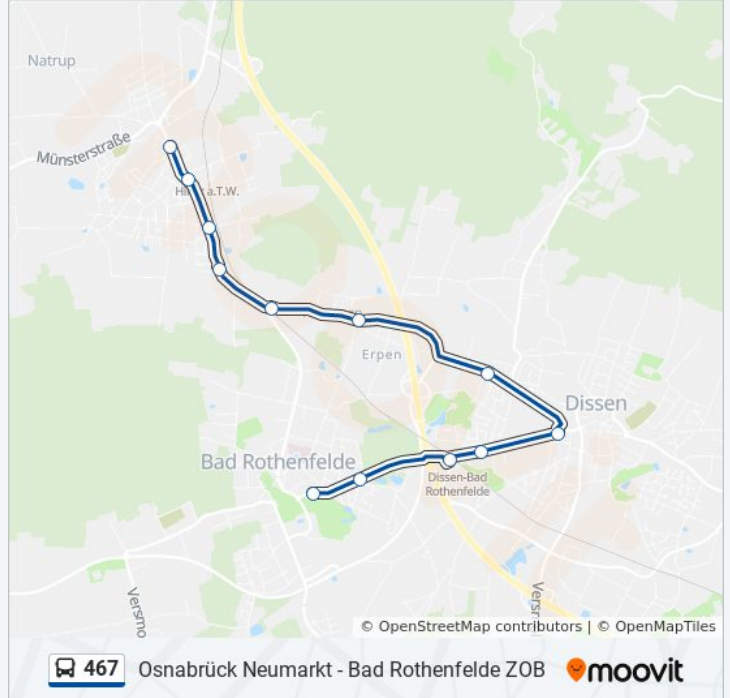 Natrup
Münsterstraße
a.T.W.
Erpen
Dissen
Bad Rothenfelde
Dissen-Bad
Rothenfelde
Versmo
© OpenStreetMap contributors | © OpenMapTiles
467 Osnabrück Neumarkt - Bad Rothenfelde ZOB moovit